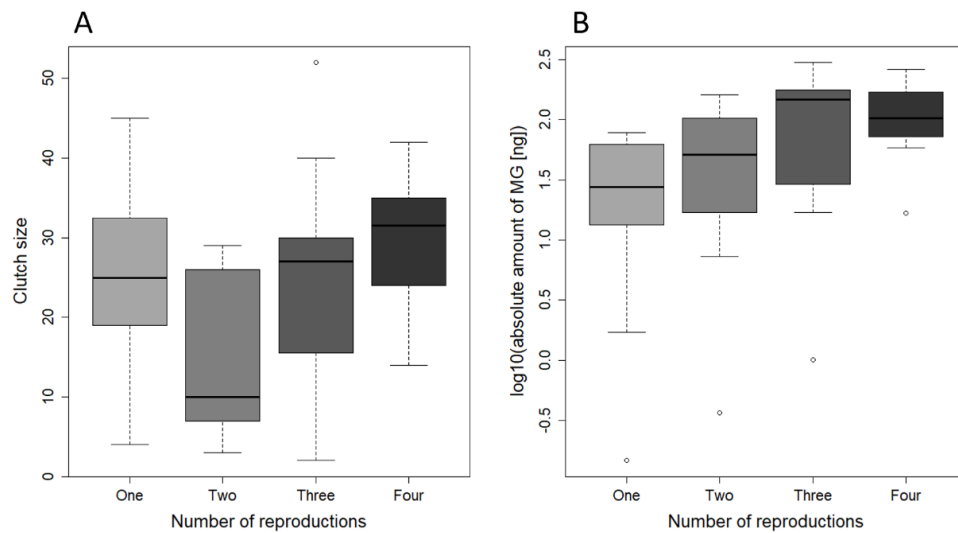 A
Clutch size
50
40
30
20
10
0
One Two Three Four
Number of reproductions
B
log10(absolute amount of MG [ng])
2.5
2.0
1.5
1.0
0.5
0.0
-0.5
One Two Three Four
Number of reproductions